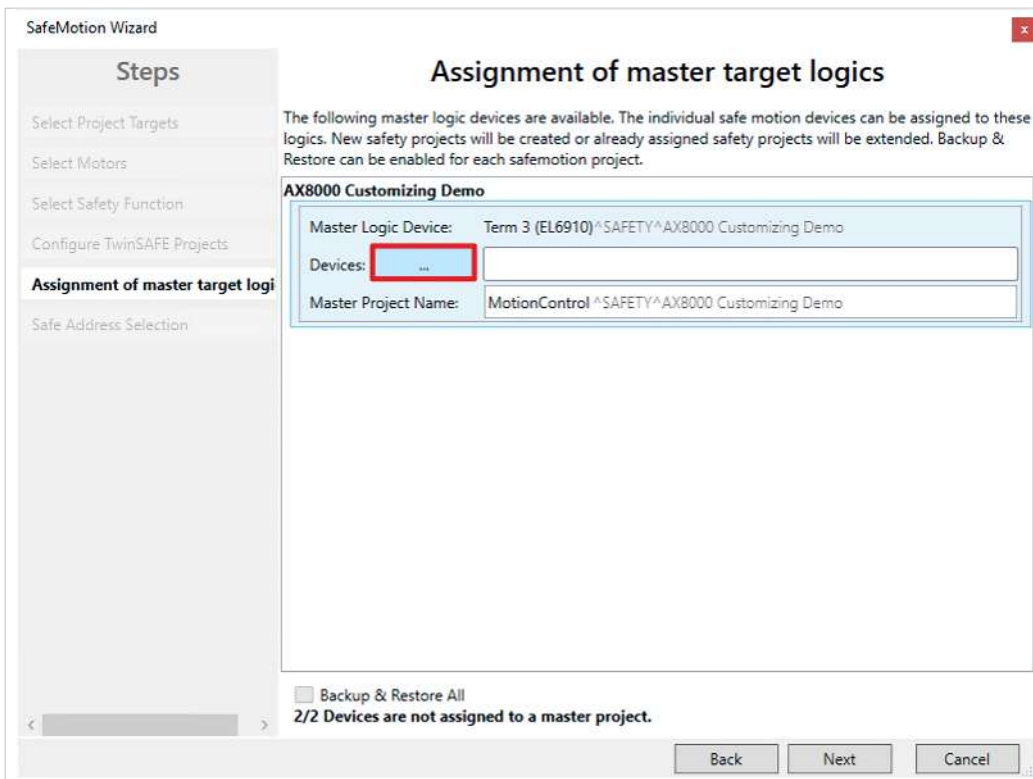 SafeMotion Wizard
x
Steps
Select Project Targets
Select Motors
Select Safety Function
Configure TwinSAFE Projects
Assignment of master target logi
Safe Address Selection
Assignment of master target logics
The following master logic devices are available. The individual safe motion devices can be assigned to these
logics. New safety projects will be created or already assigned safety projects will be extended. Backup &
Restore can be enabled for each safemotion project.
AX8000 Customizing Demo
Master Logic Device: Term 3 (EL6910)^SAFETY^AX8000 Customizing Demo
Devices: ...
Master Project Name: MotionControl ^SAFETY^AX8000 Customizing Demo
Backup & Restore All
2/2 Devices are not assigned to a master project.
Back Next Cancel